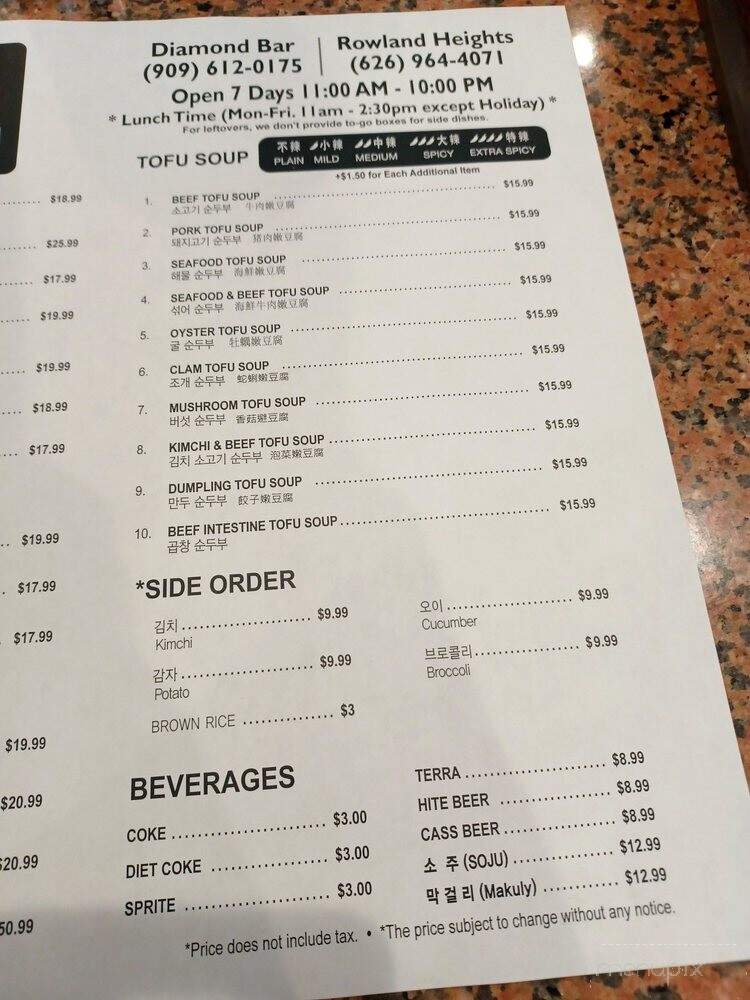 Diamond Bar
(909) 612-0175
Rowland Heights
(626) 964-4071
Open 7 Days 11:00 AM - 10:00 PM
* Lunch Time (Mon-Fri. 11am - 2:30pm except Holiday) *
For leftovers, we don't provide to-go boxes for side dishes.
TOFU SOUP
不辣 小辣 中辣 大辣 特辣
PLAIN MILD MEDIUM SPICY EXTRA SPICY
+$1.50 for Each Additional Item
1. BEEF TOFU SOUP $15.99
소고기 순두부 牛肉嫩豆腐
2. PORK TOFU SOUP $15.99
돼지고기 순두부 猪肉嫩豆腐
3. SEAFOOD TOFU SOUP $15.99
해물 순두부 海鮮嫩豆腐
4. SEAFOOD & BEEF TOFU SOUP $15.99
섞어 순두부 海鮮牛肉嫩豆腐
5. OYSTER TOFU SOUP $15.99
굴 순두부 牡蠣嫩豆腐
6. CLAM TOFU SOUP $15.99
조개 순두부 嫩豆腐
7. MUSHROOM TOFU SOUP $15.99
버섯 순두부 香菇豆腐
8. KIMCHI & BEEF TOFU SOUP $15.99
김치 소고기 순두부 泡菜嫩豆腐
9. DUMPLING TOFU SOUP $15.99
만두 순두부 餃子嫩豆腐
10. BEEF INTESTINE TOFU SOUP $15.99
곱창 순두부
*SIDE ORDER
김치 $9.99
Kimchi
감자 $9.99
Potato
BROWN RICE $3
오이 $9.99
Cucumber
브로콜리 $9.99
Broccoli
BEVERAGES
COKE $3.00
DIET COKE $3.00
SPRITE $3.00
TERRA $8.99
HITE BEER $8.99
CASS BEER $8.99
소 주 (SOJU) $12.99
막 걸 리 (Makuly) $12.99
*Price does not include tax. • *The price subject to change without any notice.
$18.99
$25.99
$17.99
$19.99
$19.99
$18.99
$17.99
$19.99
$17.99
$17.99
$19.99
$20.99
$20.99
50.99
menupix